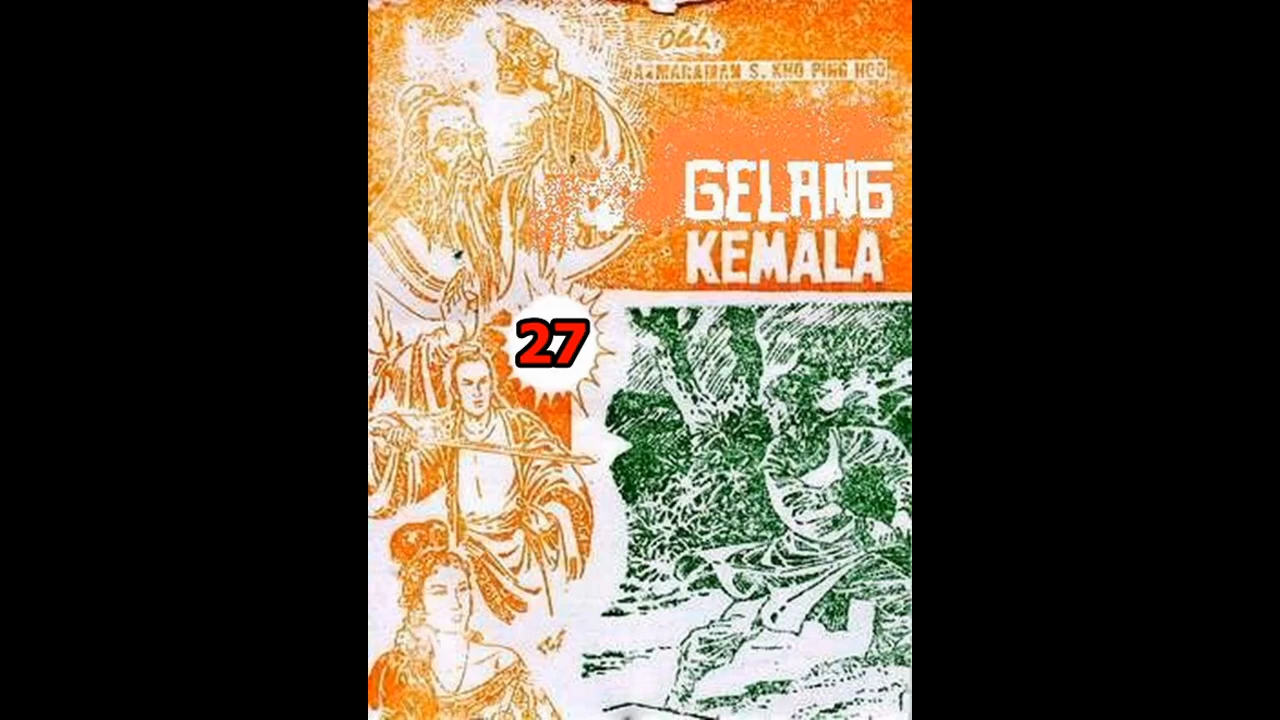 Oleh:
ASMARAMAN S. KHO PING HOO
GELANG
KEMALA
27